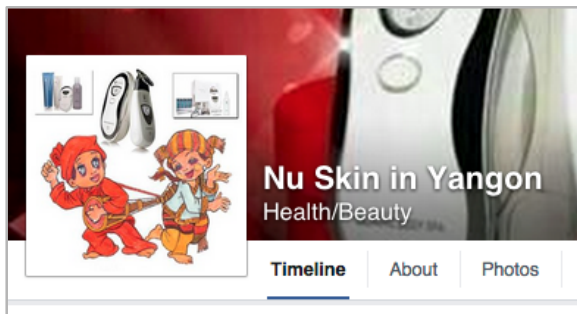 Nu Skin in Yangon
Health/Beauty
Timeline
About
Photos